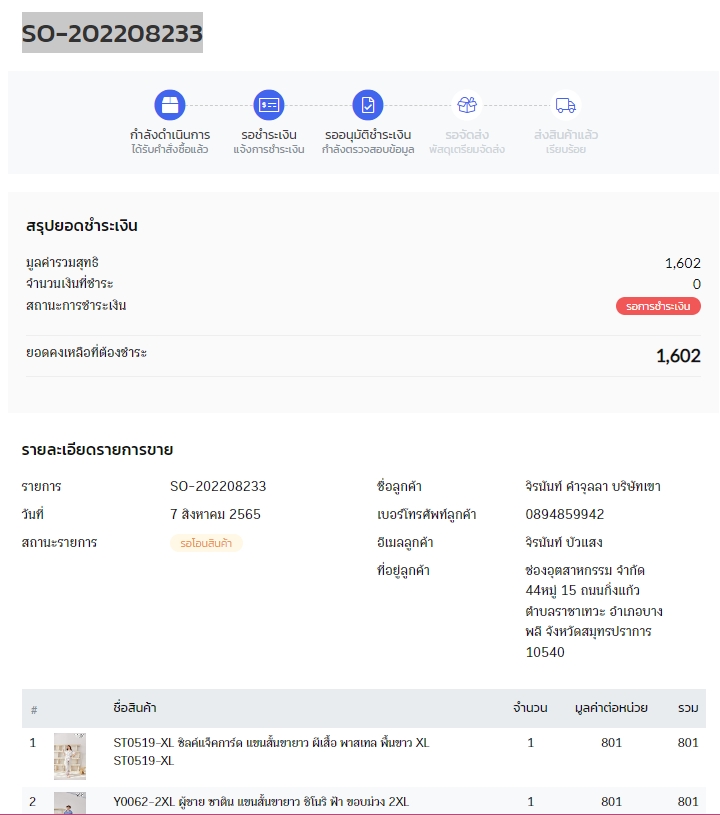 SO-202208233
กำลังดำเนินการ รอชำระเงิน รออนุมัติชำระเงิน รอจัดส่ง ส่งสินค้าแล้ว
ได้รับคำสั่งซื้อแล้ว แจ้งการชำระเงิน กำลังตรวจสอบข้อมูล พัสดุเตรียมจัดส่ง เรียบร้อย
สรุปยอดชำระเงิน
มูลค่ารวมสุทธิ 1,602
จำนวนเงินที่ชำระ 0
สถานะการชำระเงิน รอการชำระเงิน
ยอดคงเหลือที่ต้องชำระ 1,602
รายละเอียดรายการขาย
รายการ SO-202208233 ชื่อลูกค้า จิรนันท์ คำจุลลา บริษัทเขา
วันที่ 7 สิงหาคม 2565 เบอร์โทรศัพท์ลูกค้า 0894859942
สถานะรายการ รอโอนสินค้า อีเมลลูกค้า จิรนันท์ บัวแสง
ที่อยู่ลูกค้า ช่องอุตสาหกรรม จำกัด
44หมู่ 15 ถนนกิ่งแก้ว
ตำบลราชาเทวะ อำเภอบาง
พลี จังหวัดสมุทรปราการ
10540
# ชื่อสินค้า จำนวน มูลค่าต่อหน่วย รวม
1 ST0519-XL ซิลค์แจ็คการ์ด แขนสั้นขายาว ผีเสื้อ พาสเทล พื้นขาว XL 1 801 801
ST0519-XL
2 Y0062-2XL ผู้ชาย ซาติน แขนสั้นขายาว ชิโนริ ฟ้า ขอบม่วง 2XL 1 801 801